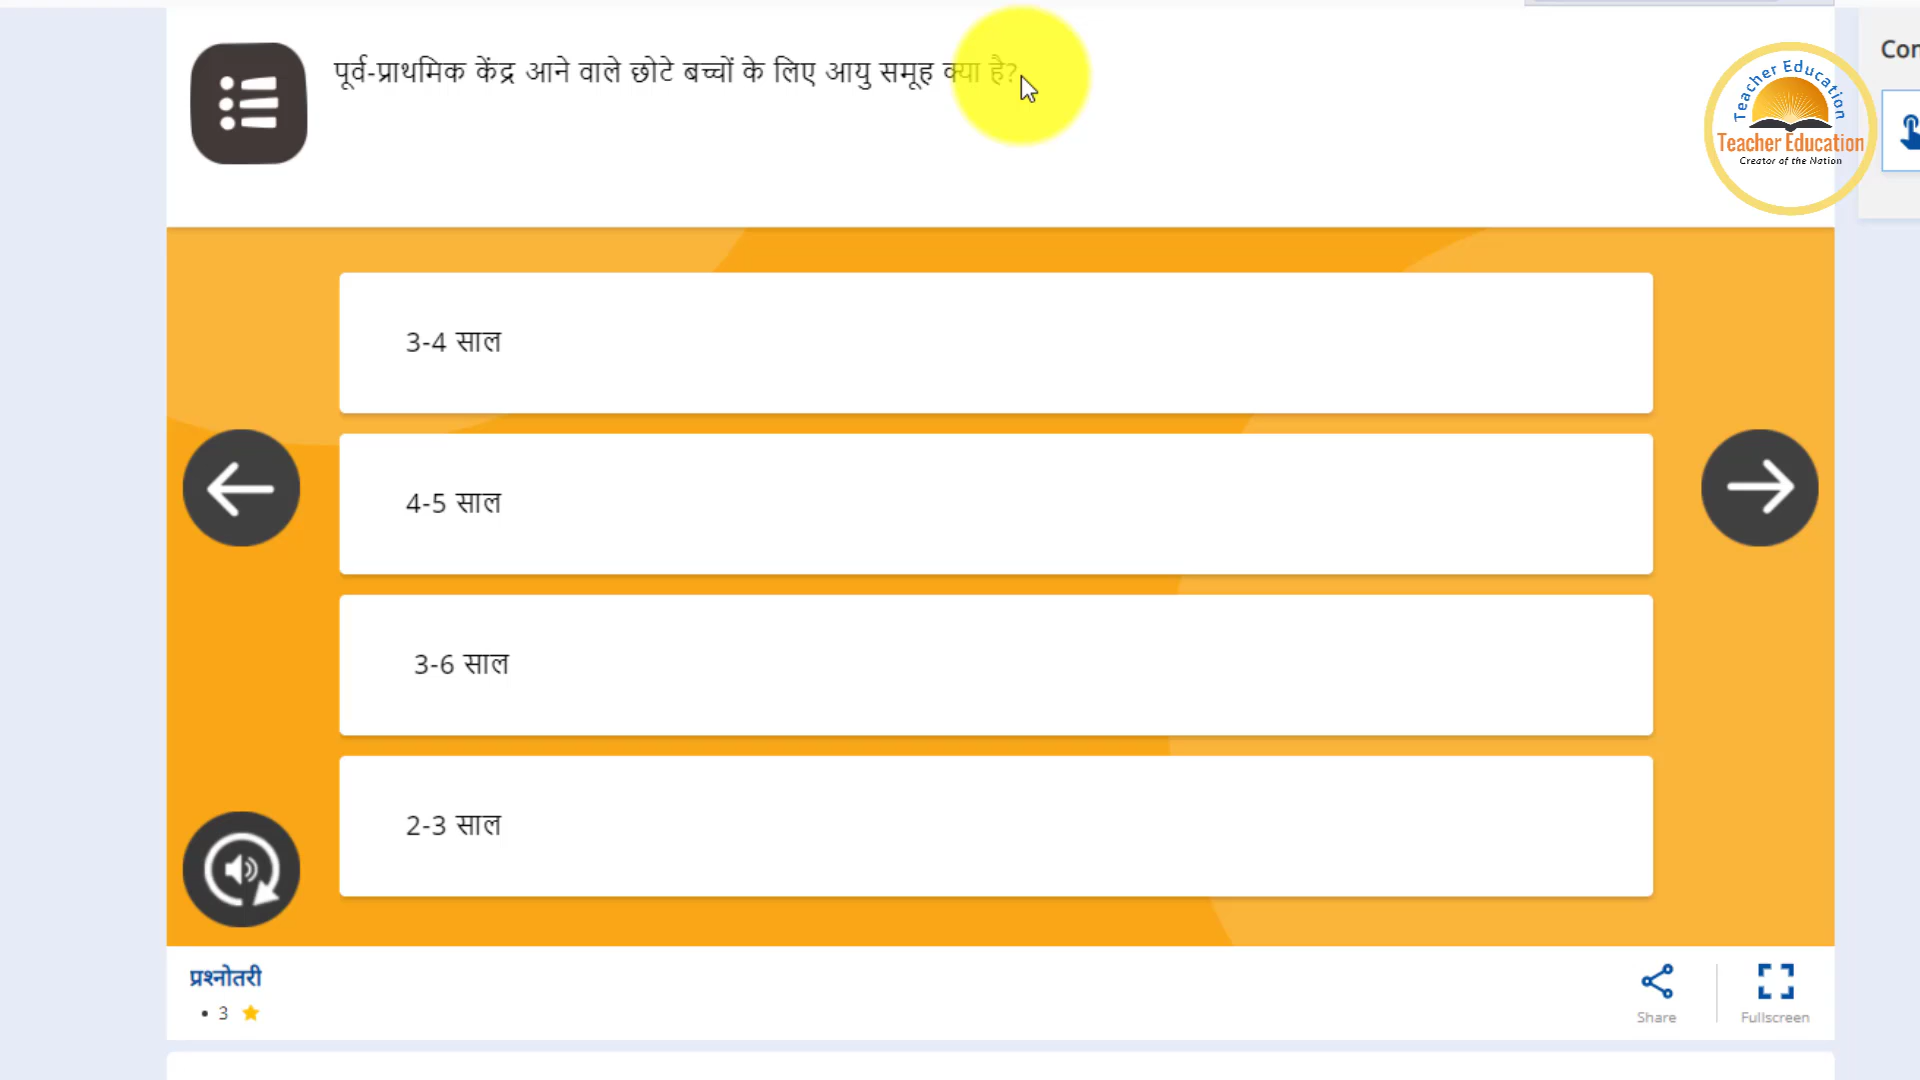 पूर्व-प्राथमिक केंद्र आने वाले छोटे बच्चों के लिए आयु समूह क्या है?
Con
Teacher Education
Teacher Education
Creator of the Nation
3-4 साल
4-5 साल
3-6 साल
2-3 साल
प्रश्नोतरी
• 3
Share
Fullscreen